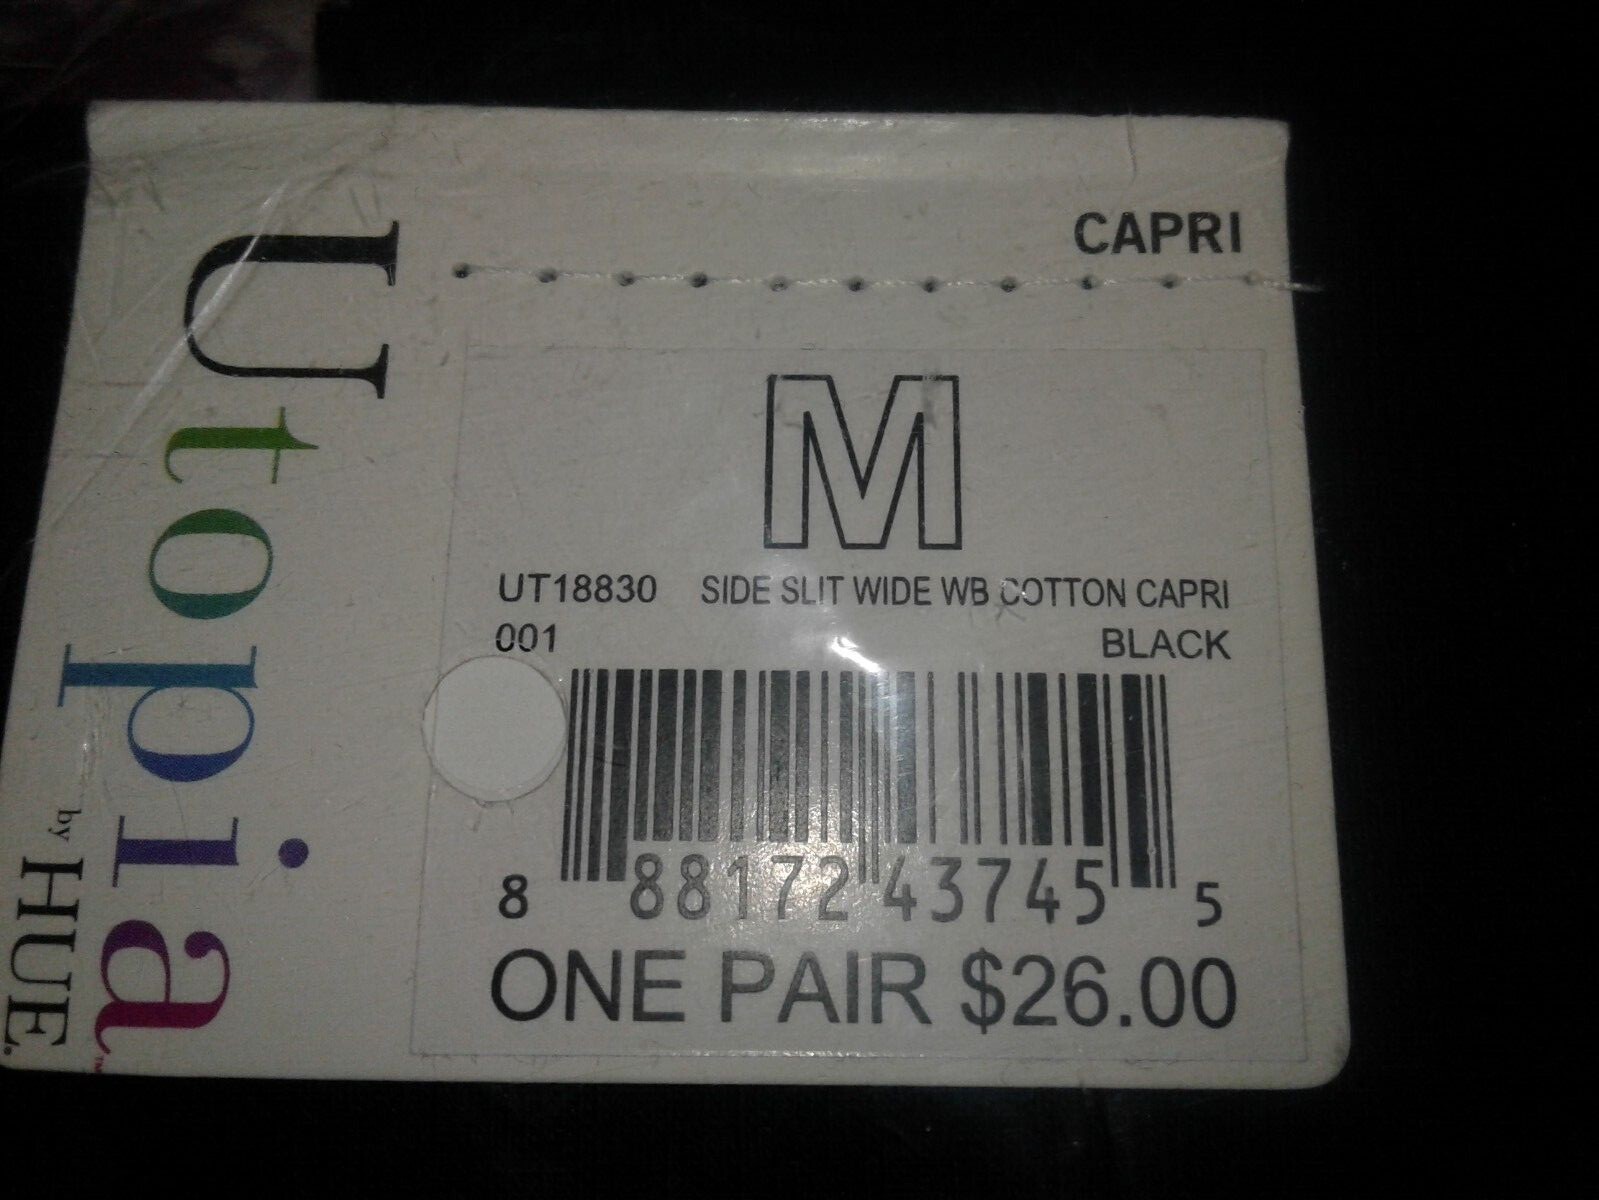 CAPRI
M
UT18830 SIDE SLIT WIDE WB COTTON CAPRI
001 BLACK
8 88172 43745 5
ONE PAIR $26.00
Utopia™
by HUE®